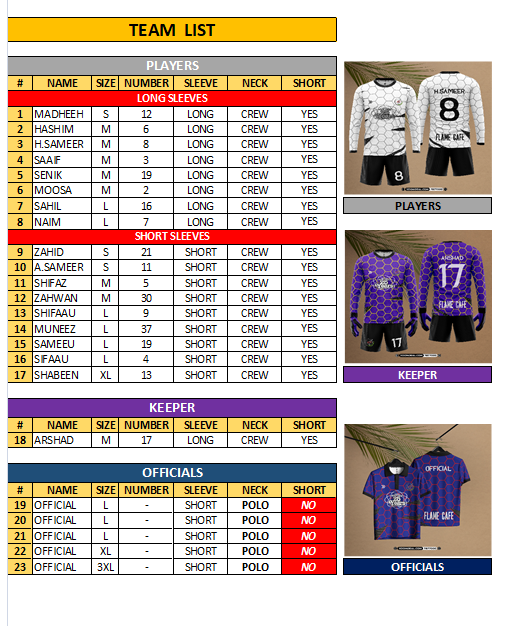 TEAM LIST
PLAYERS
# NAME SIZE NUMBER SLEEVE NECK SHORT
LONG SLEEVES
1 MADHEEH S 12 LONG CREW YES
2 HASHIM M 6 LONG CREW YES
3 H.SAMEER M 8 LONG CREW YES
4 SAAIF M 3 LONG CREW YES
5 SENIK M 19 LONG CREW YES
6 MOOSA M 2 LONG CREW YES
7 SAHIL L 16 LONG CREW YES
8 NAIM L 7 LONG CREW YES
SHORT SLEEVES
9 ZAHID S 21 SHORT CREW YES
10 A.SAMEER S 11 SHORT CREW YES
11 SHIFAZ M 5 SHORT CREW YES
12 ZAHWAN M 30 SHORT CREW YES
13 SHIFAAU L 9 SHORT CREW YES
14 MUNEEZ L 37 SHORT CREW YES
15 SAMEEU L 19 SHORT CREW YES
16 SIFAAU L 4 SHORT CREW YES
17 SHABEEN XL 13 SHORT CREW YES
KEEPER
# NAME SIZE NUMBER SLEEVE NECK SHORT
18 ARSHAD M 17 LONG CREW YES
OFFICIALS
# NAME SIZE NUMBER SLEEVE NECK SHORT
19 OFFICIAL L - SHORT POLO NO
20 OFFICIAL L - SHORT POLO NO
21 OFFICIAL L - SHORT POLO NO
22 OFFICIAL XL - SHORT POLO NO
23 OFFICIAL 3XL - SHORT POLO NO
H.SAMEER
8
FLAME CAFE
8
PLAYERS
ARSHAD
17
FLAME CAFE
17
KEEPER
OFFICIAL
FLAME CAFE
OFFICIALS